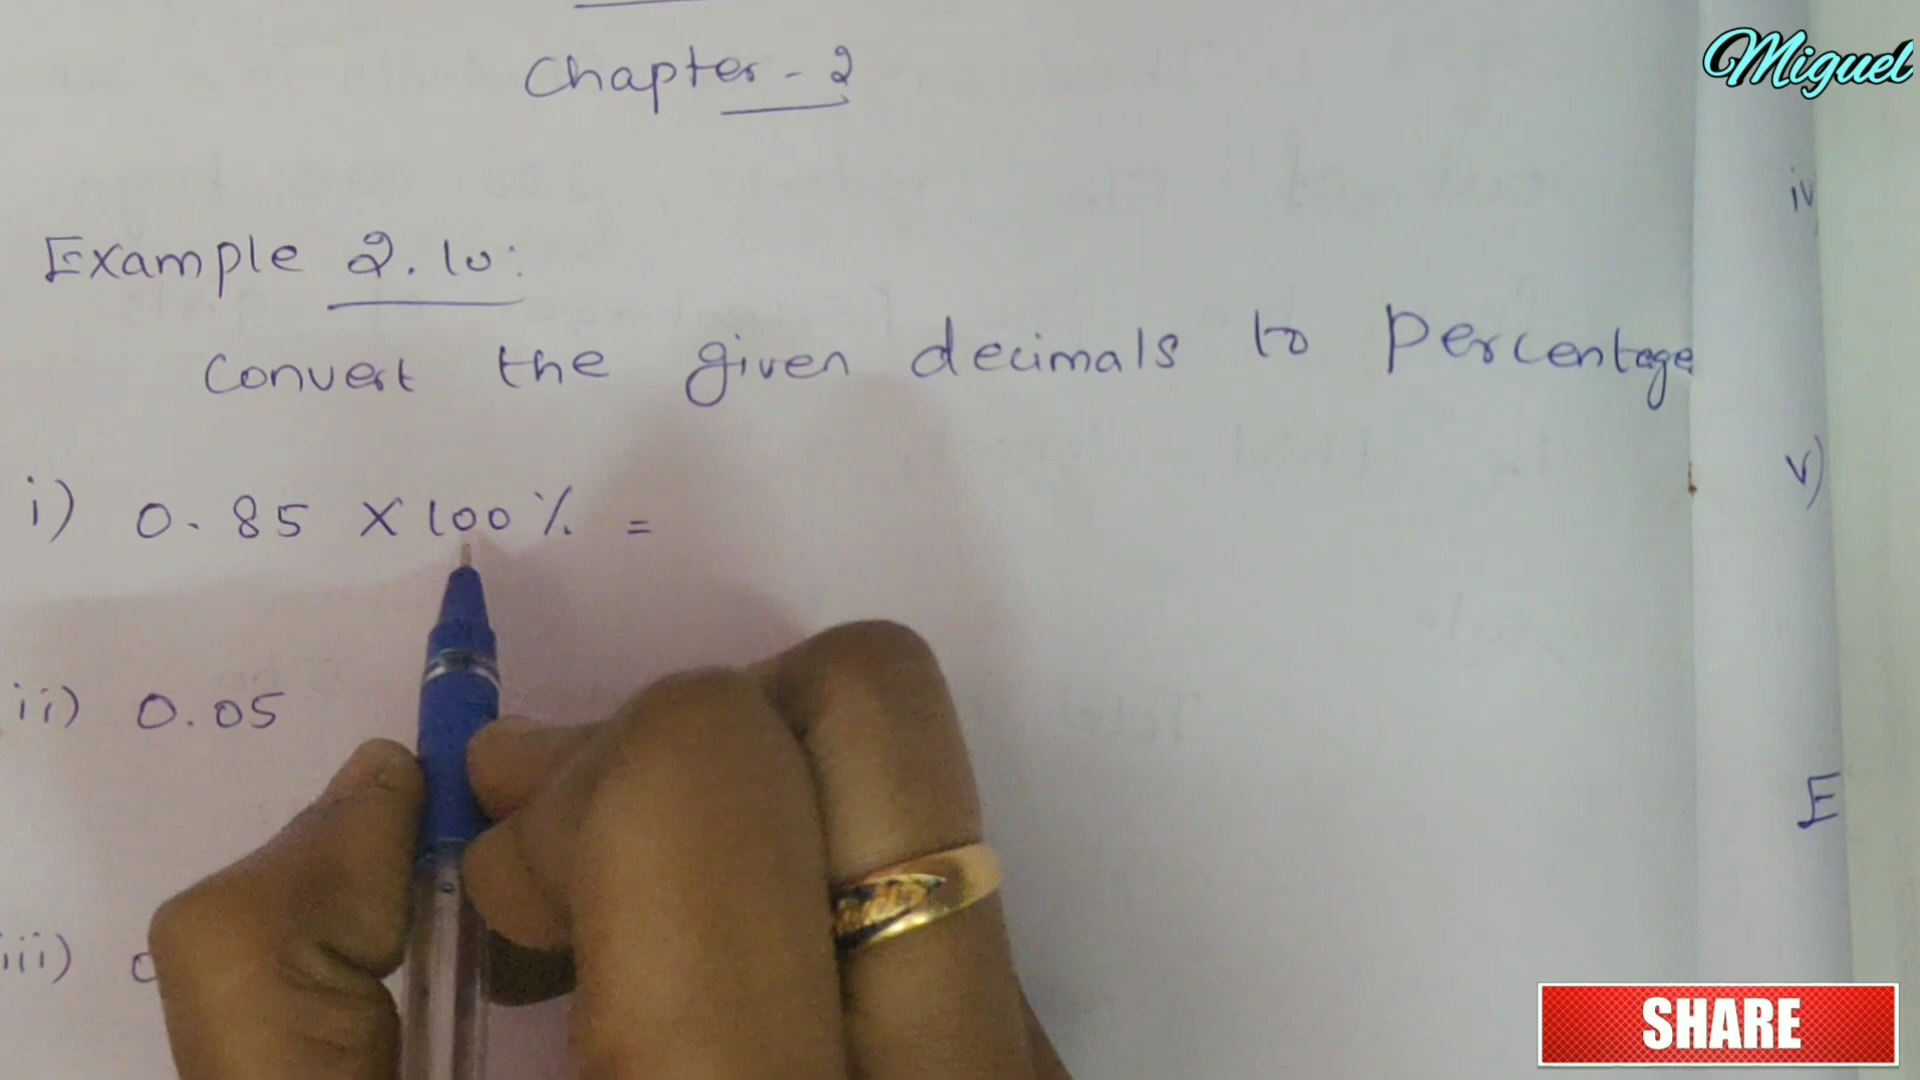 Chapter - 2
Miguel
iv
Example 2.10:
Convert the given decimals to Percentage
i) 0.85 X 100 % =
v)
ii) 0.05
E
iii) 0
SHARE